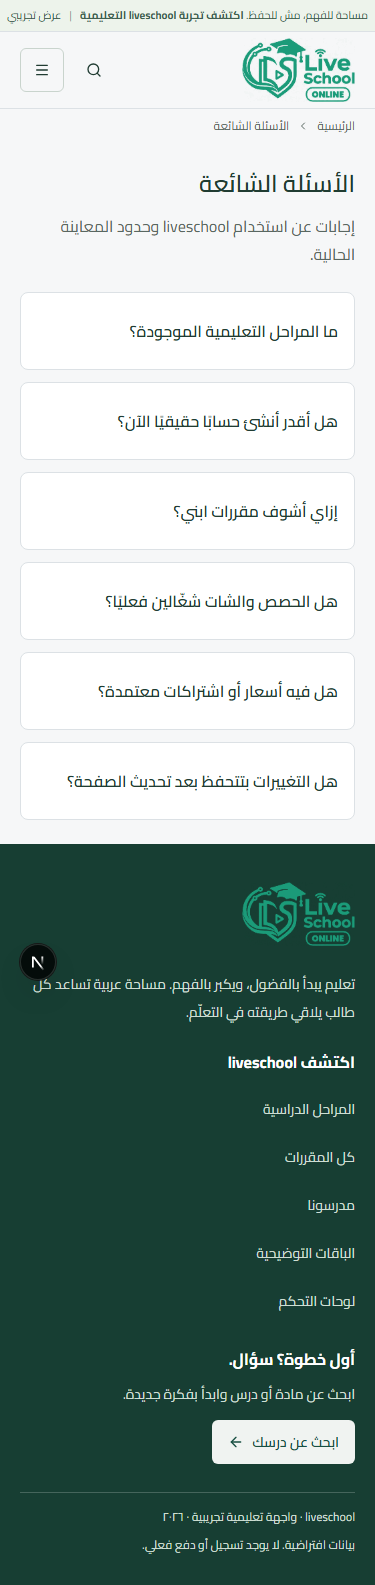 مساحة للفهم، مش للحفظ. اكتشف تجربة liveschool التعليمية | عرض تجريبي
Live School ONLINE
الرئيسية
الأسئلة الشائعة
الأسئلة الشائعة
إجابات عن استخدام liveschool وحدود المعاينة
الحالية.
ما المراحل التعليمية الموجودة؟
هل أقدر أنشئ حسابًا حقيقيًا الآن؟
إزاي أشوف مقررات ابني؟
هل الحصص والشات شغّالين فعليًا؟
هل فيه أسعار أو اشتراكات معتمدة؟
هل التغييرات بتتحفظ بعد تحديث الصفحة؟
Live School ONLINE
تعليم يبدأ بالفضول، ويكبر بالفهم. مساحة عربية تساعد كل
طالب يلاقي طريقته في التعلّم.
اكتشف liveschool
المراحل الدراسية
كل المقررات
مدرسونا
الباقات التوضيحية
لوحات التحكم
أول خطوة؟ سؤال.
ابحث عن مادة أو درس وابدأ بفكرة جديدة.
ابحث عن درسك
liveschool · واجهة تعليمية تجريبية · ٢٠٢٦
بيانات افتراضية. لا يوجد تسجيل أو دفع فعلي.